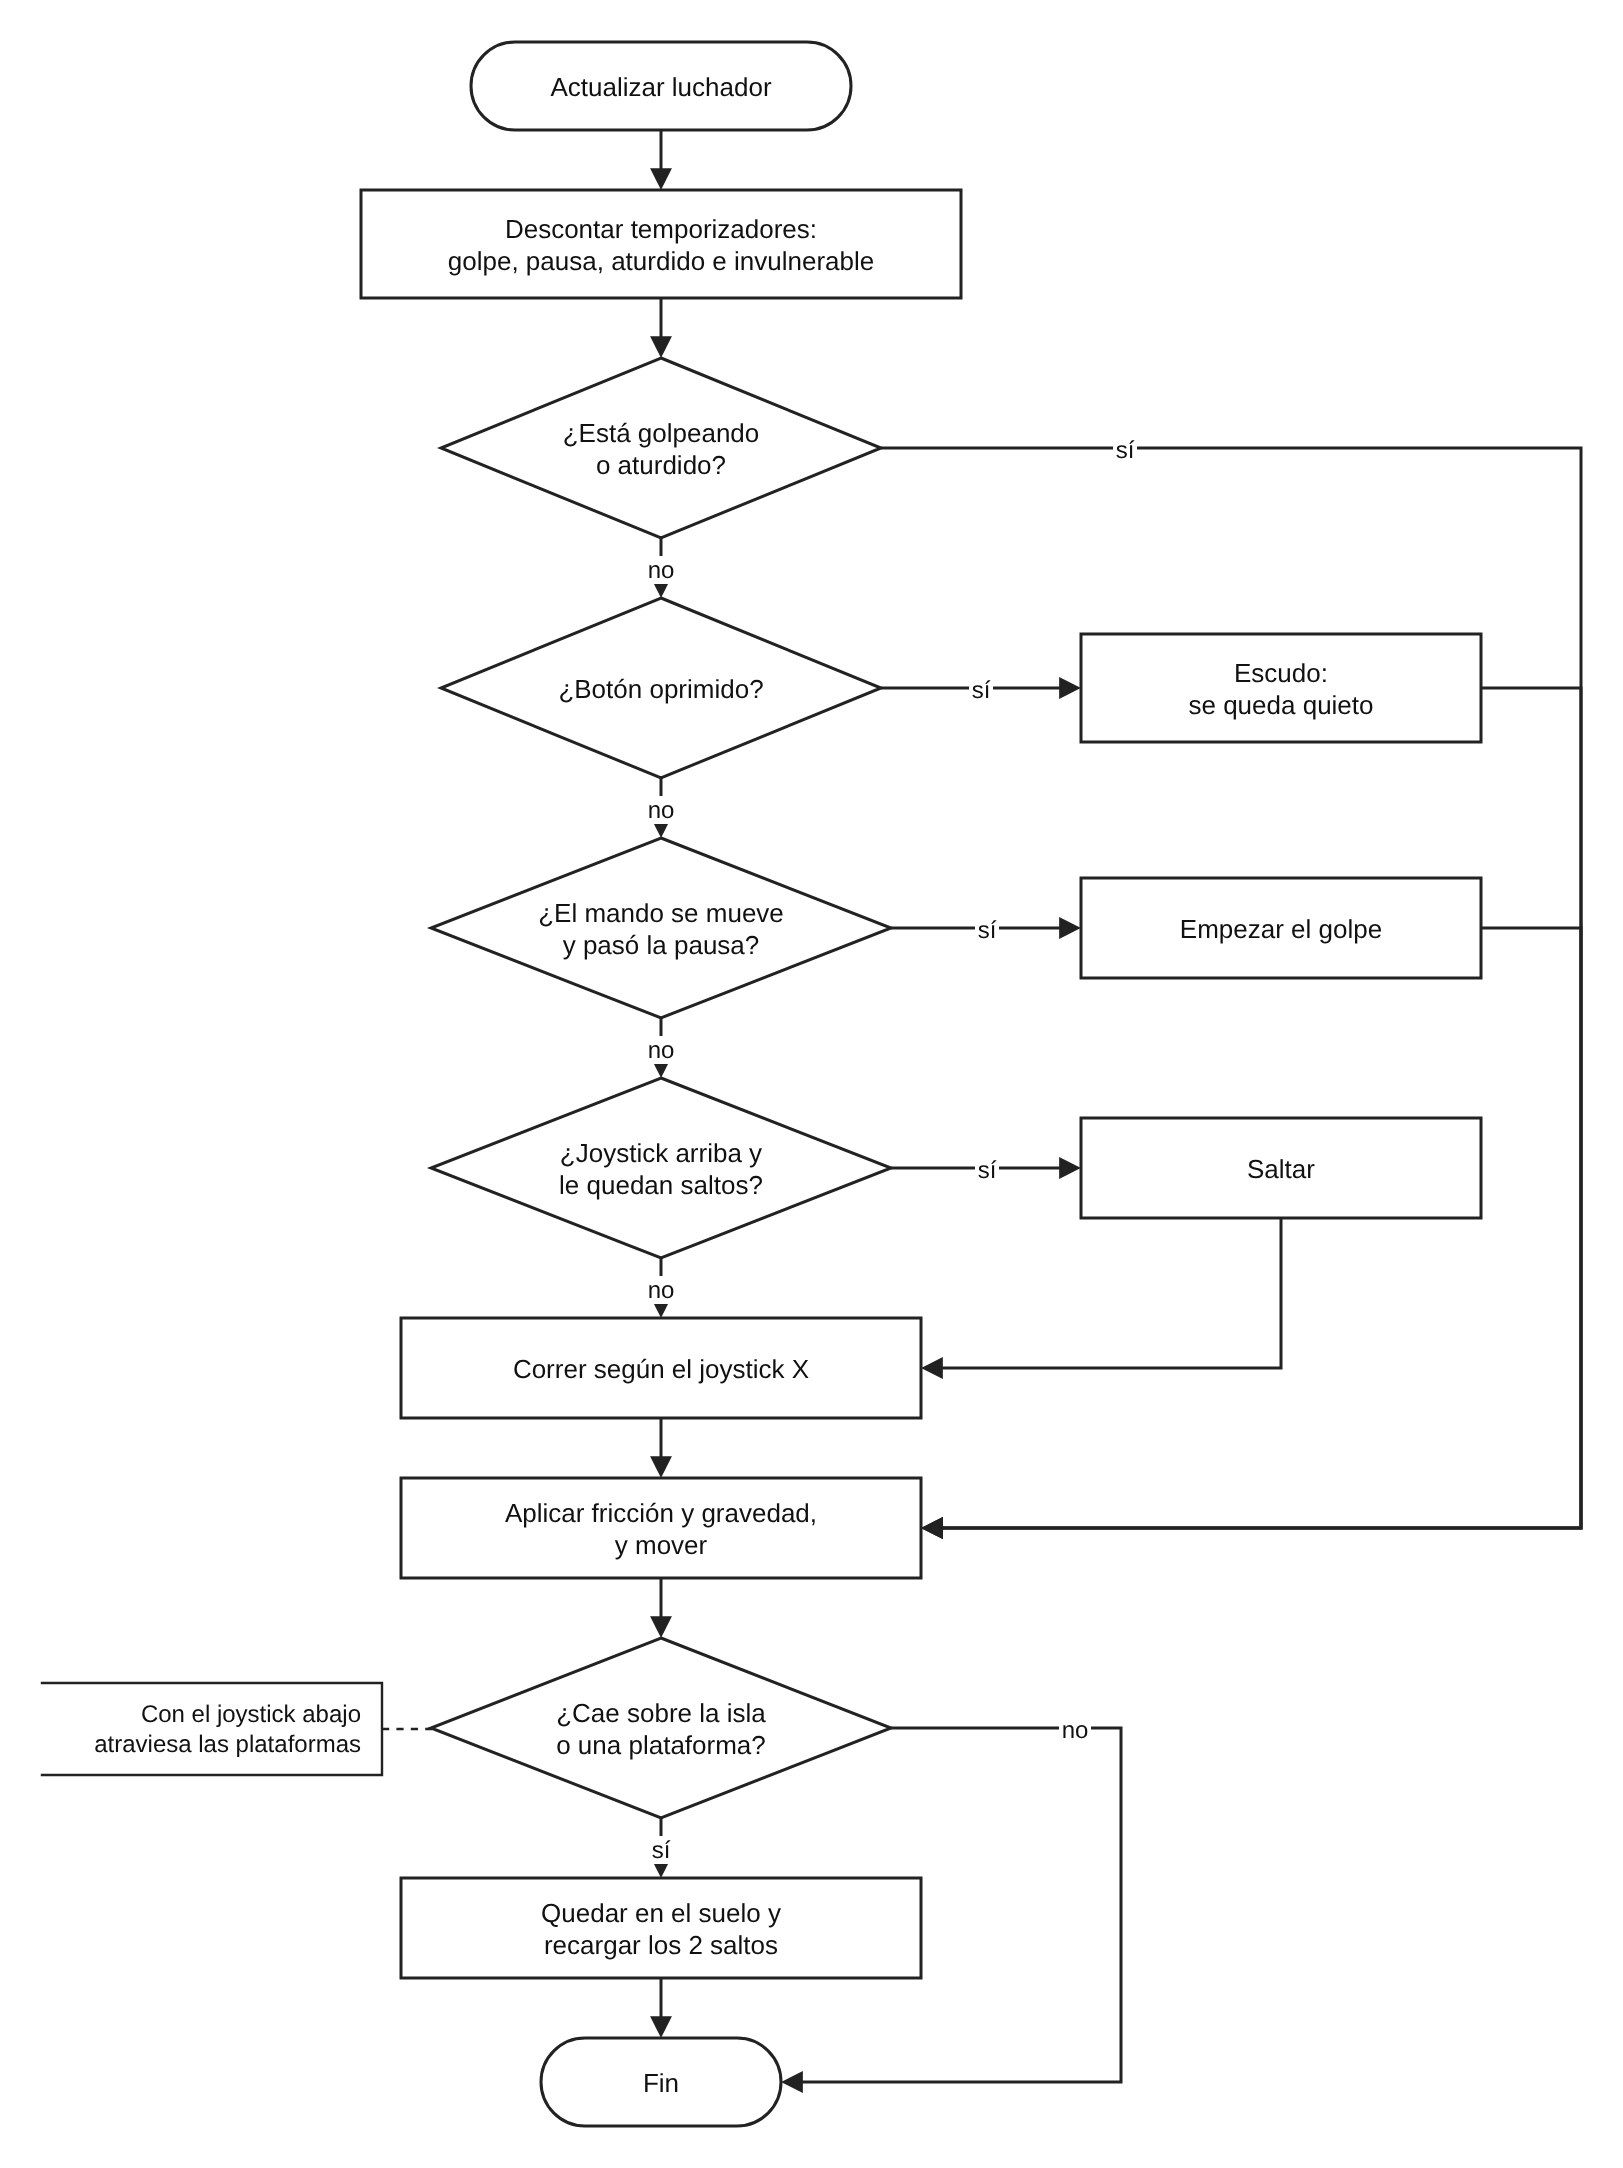 Actualizar luchador
Descontar temporizadores:
golpe, pausa, aturdido e invulnerable
¿Está golpeando
o aturdido?
sí
no
¿Botón oprimido?
sí
Escudo:
se queda quieto
no
¿El mando se mueve
y pasó la pausa?
sí
Empezar el golpe
no
¿Joystick arriba y
le quedan saltos?
sí
Saltar
no
Correr según el joystick X
Aplicar fricción y gravedad,
y mover
Con el joystick abajo
atraviesa las plataformas
¿Cae sobre la isla
o una plataforma?
no
sí
Quedar en el suelo y
recargar los 2 saltos
Fin